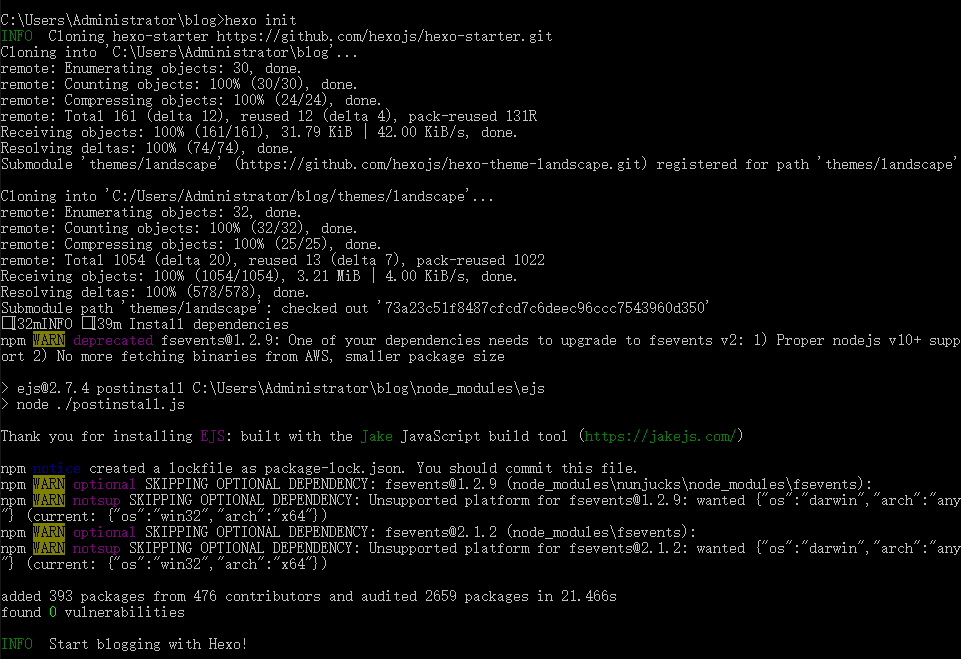 C:\Users\Administrator\blog>hexo init
INFO  Cloning hexo-starter https://github.com/hexojs/hexo-starter.git
Cloning into 'C:\Users\Administrator\blog'...
remote: Enumerating objects: 30, done.
remote: Counting objects: 100% (30/30), done.
remote: Compressing objects: 100% (24/24), done.
remote: Total 161 (delta 12), reused 12 (delta 4), pack-reused 131R
Receiving objects: 100% (161/161), 31.79 KiB | 42.00 KiB/s, done.
Resolving deltas: 100% (74/74), done.
Submodule 'themes/landscape' (https://github.com/hexojs/hexo-theme-landscape.git) registered for path 'themes/landscape'
Cloning into 'C:/Users/Administrator/blog/themes/landscape'...
remote: Enumerating objects: 32, done.
remote: Counting objects: 100% (32/32), done.
remote: Compressing objects: 100% (25/25), done.
remote: Total 1054 (delta 20), reused 13 (delta 7), pack-reused 1022
Receiving objects: 100% (1054/1054), 3.21 MiB | 4.00 KiB/s, done.
Resolving deltas: 100% (578/578), done.
Submodule path 'themes/landscape': checked out '73a23c51f8487cfcd7c6deec96ccc7543960d350'
□[32mINFO □[39m Install dependencies
npm WARN deprecated fsevents@1.2.9: One of your dependencies needs to upgrade to fsevents v2: 1) Proper nodejs v10+ supp
ort 2) No more fetching binaries from AWS, smaller package size
> ejs@2.7.4 postinstall C:\Users\Administrator\blog\node_modules\ejs
> node ./postinstall.js
Thank you for installing EJS: built with the Jake JavaScript build tool (https://jakejs.com/)
npm notice created a lockfile as package-lock.json. You should commit this file.
npm WARN optional SKIPPING OPTIONAL DEPENDENCY: fsevents@1.2.9 (node_modules\nunjucks\node_modules\fsevents):
npm WARN notsup SKIPPING OPTIONAL DEPENDENCY: Unsupported platform for fsevents@1.2.9: wanted {"os":"darwin","arch":"any
"} (current: {"os":"win32","arch":"x64"})
npm WARN optional SKIPPING OPTIONAL DEPENDENCY: fsevents@2.1.2 (node_modules\fsevents):
npm WARN notsup SKIPPING OPTIONAL DEPENDENCY: Unsupported platform for fsevents@2.1.2: wanted {"os":"darwin","arch":"any
"} (current: {"os":"win32","arch":"x64"})
added 393 packages from 476 contributors and audited 2659 packages in 21.466s
found 0 vulnerabilities
INFO  Start blogging with Hexo!